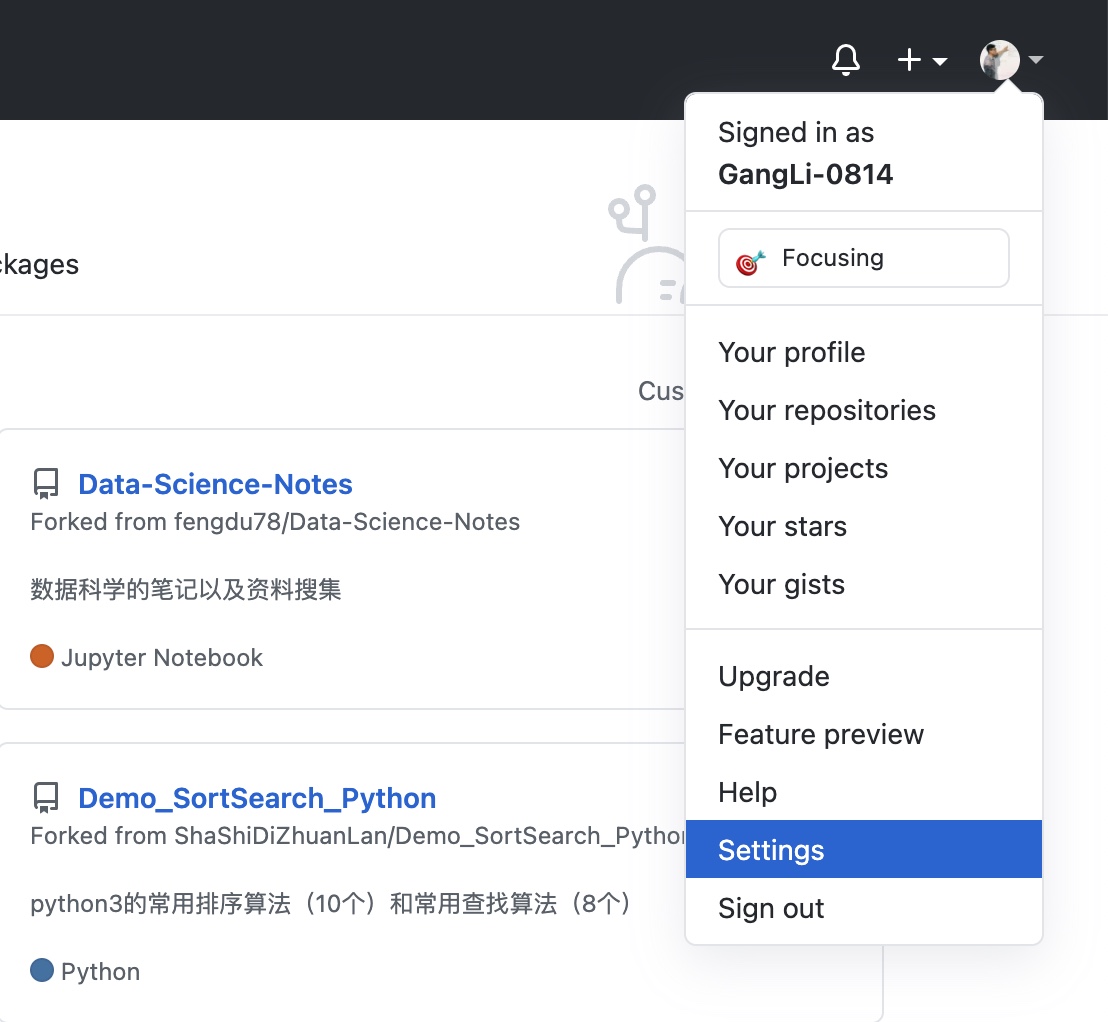 Signed in as
GangLi-0814
Focusing
ckages
Your profile
Cus
Your repositories
Your projects
Your stars
Your gists
Upgrade
Feature preview
Help
Settings
Sign out
Data-Science-Notes
Forked from fengdu78/Data-Science-Notes
数据科学的笔记以及资料搜集
Jupyter Notebook
Demo_SortSearch_Python
Forked from ShaShiDiZhuanLan/Demo_SortSearch_Python
python3的常用排序算法（10个）和常用查找算法（8个）
Python